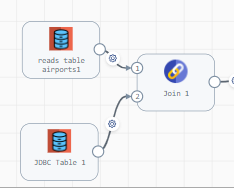 reads table
airports1
1
Join 1
2
JDBC Table 1